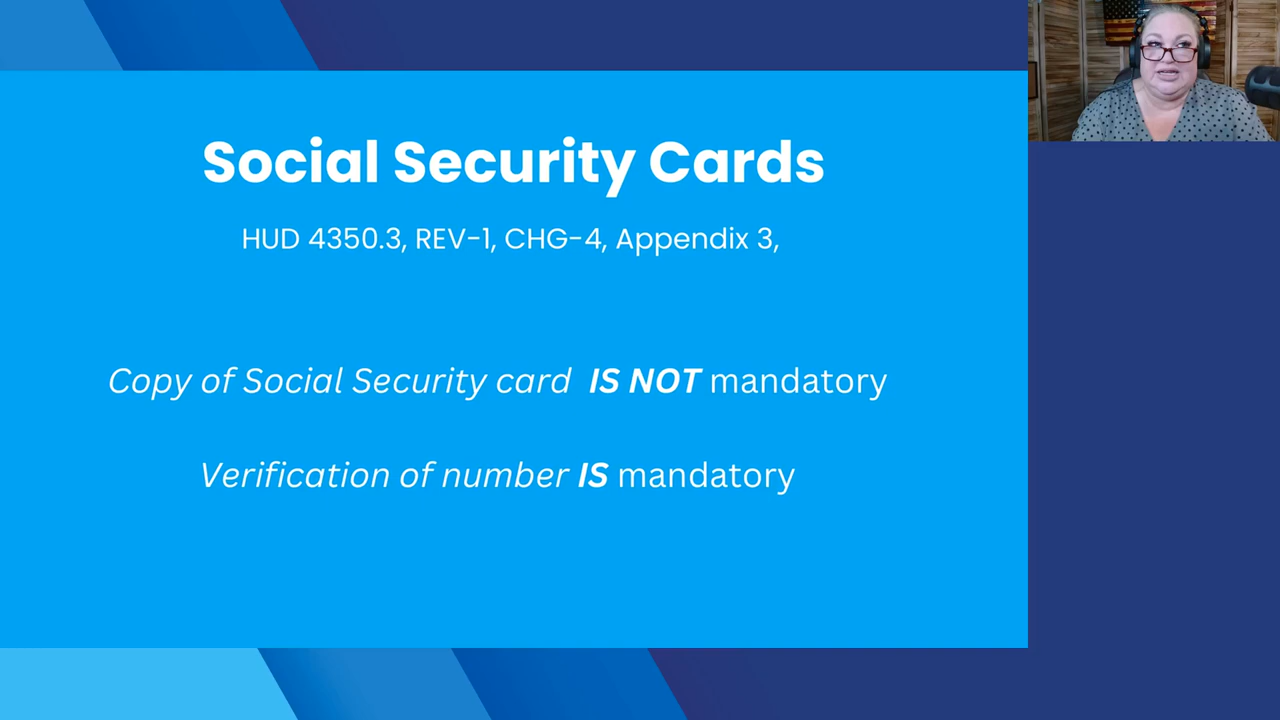 Social Security Cards
HUD 4350.3, REV-1, CHG-4, Appendix 3,
Copy of Social Security card IS NOT mandatory
Verification of number IS mandatory